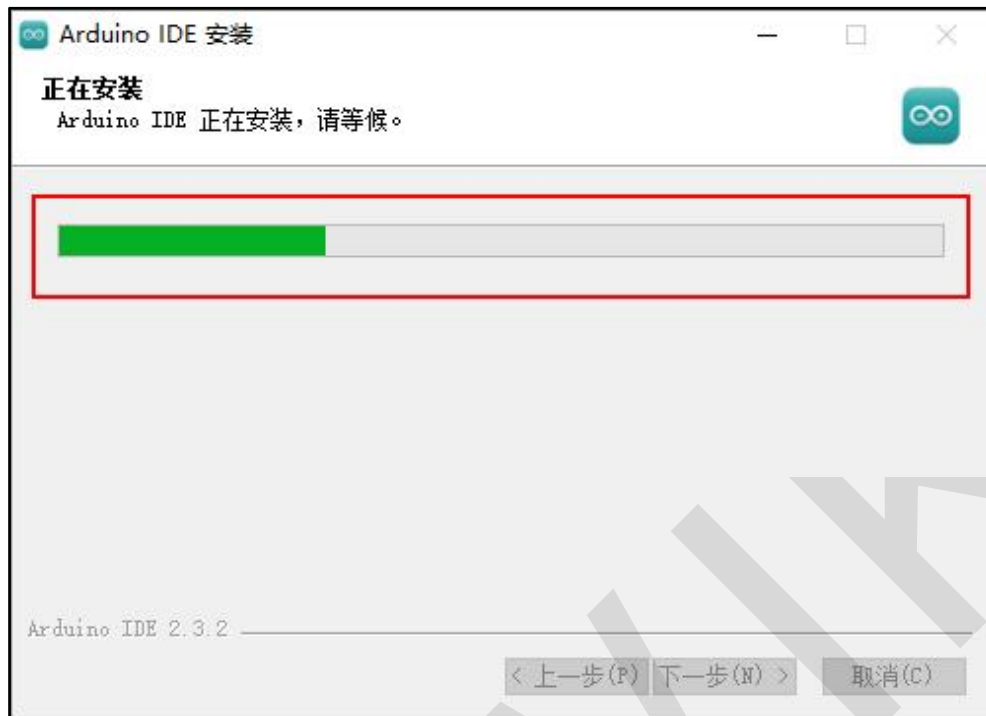 Arduino IDE 安装
正在安装
Arduino IDE 正在安装，请等候。
Arduino IDE 2.3.2
< 上一步(P) 下一步(N) > 取消(C)